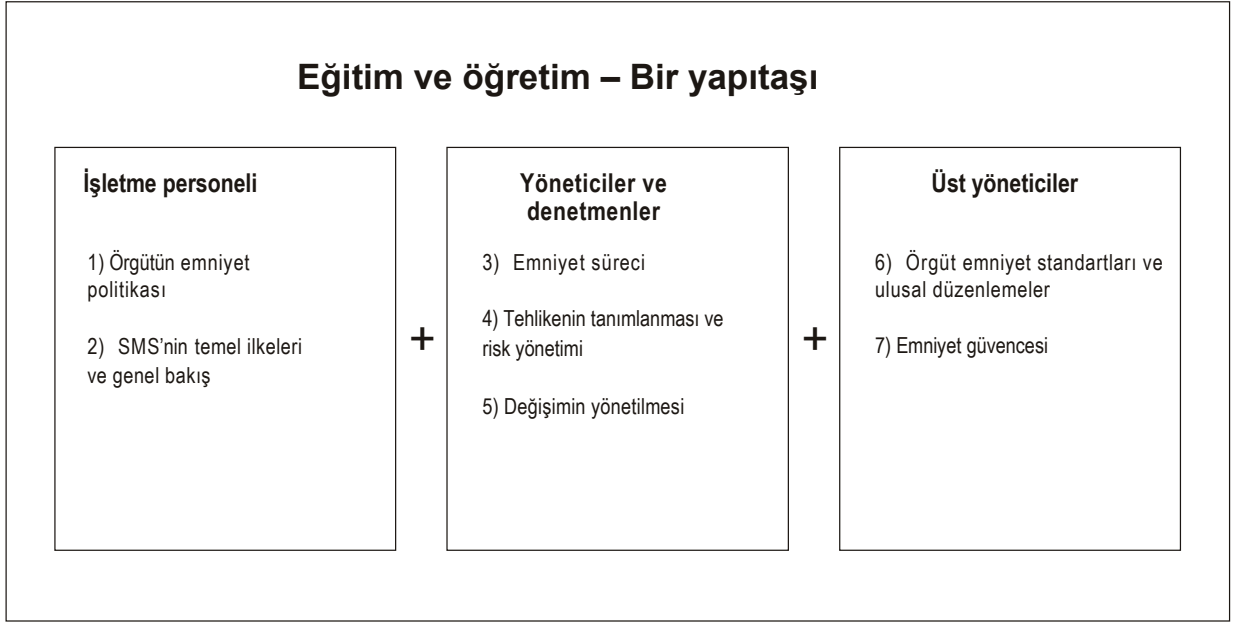 Eğitim ve öğretim – Bir yapıtaşı
İşletme personeli
1) Örgütün emniyet
politikası
2) SMS’nin temel ilkeleri
ve genel bakış
+
Yöneticiler ve
denetmenler
3) Emniyet süreci
4) Tehlikenin tanımlanması ve
risk yönetimi
5) Değişimin yönetilmesi
+
Üst yöneticiler
6) Örgüt emniyet standartları ve
ulusal düzenlemeler
7) Emniyet güvencesi